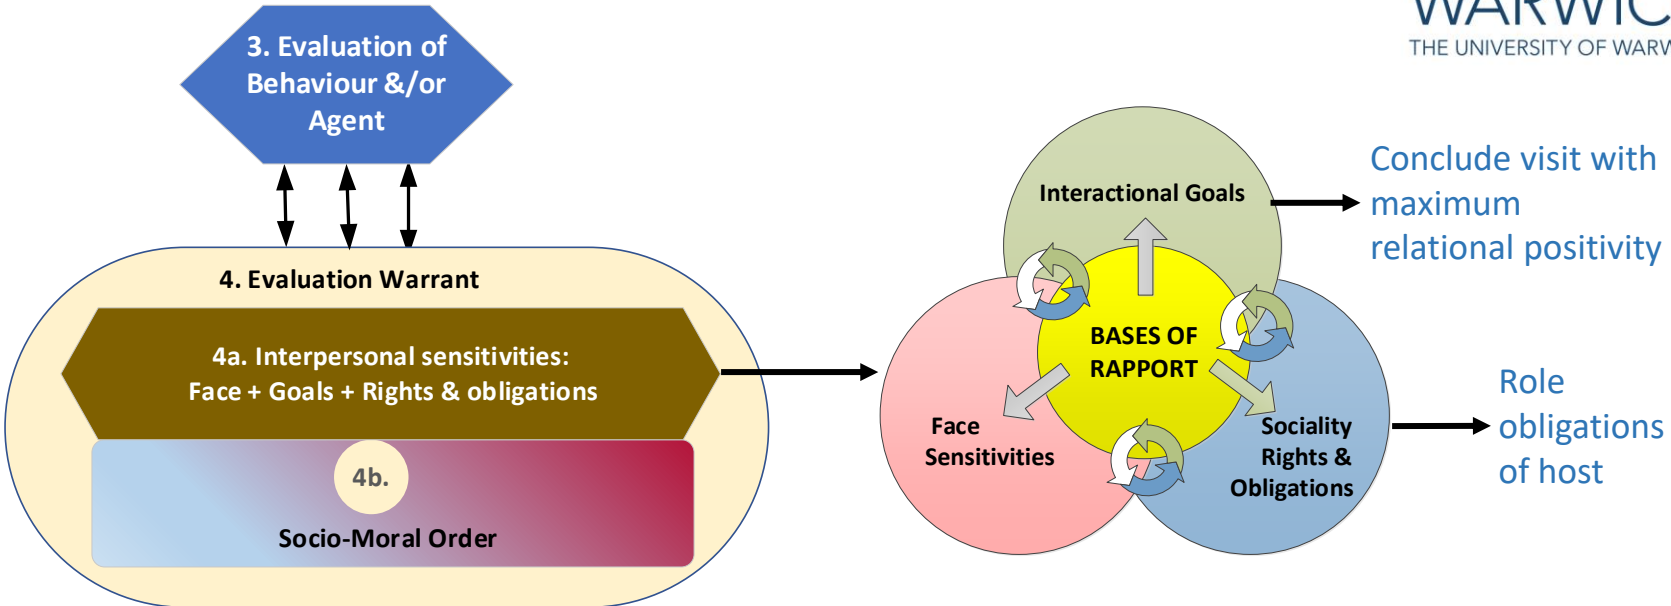 WARWIC
THE UNIVERSITY OF WARW
3. Evaluation of
Behaviour &/or
Agent
4. Evaluation Warrant
4a. Interpersonal sensitivities:
Face + Goals + Rights & obligations
4b.
Socio-Moral Order
Interactional Goals
BASES OF
RAPPORT
Face
Sensitivities
Sociality
Rights &
Obligations
Conclude visit with
maximum
relational positivity
Role
obligations
of host